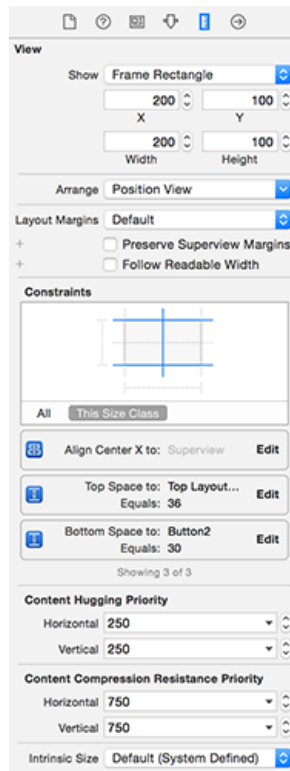 View
Show Frame Rectangle
200 100
X Y
200 100
Width Height
Arrange Position View
Layout Margins Default
+ Preserve Superview Margins
+ Follow Readable Width
Constraints
All This Size Class
Align Center X to: Superview Edit
Top Space to: Top Layout...
Equals: 36 Edit
Bottom Space to: Button2
Equals: 30 Edit
Showing 3 of 3
Content Hugging Priority
Horizontal 250
Vertical 250
Content Compression Resistance Priority
Horizontal 750
Vertical 750
Intrinsic Size Default (System Defined)